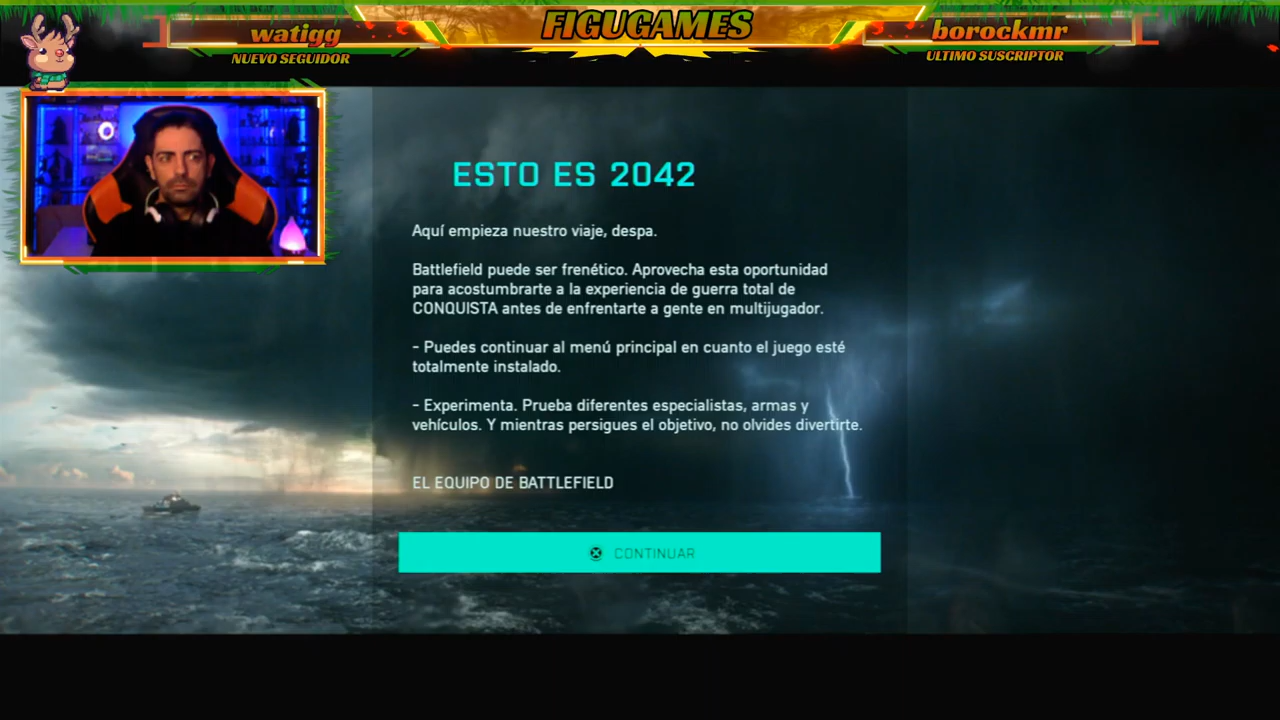 watigg
NUEVO SEGUIDOR
FIGUGAMES
borockmr
ULTIMO SUSCRIPTOR
ESTO ES 2042
Aquí empieza nuestro viaje, despa.
Battlefield puede ser frenético. Aprovecha esta oportunidad
para acostumbrarte a la experiencia de guerra total de
CONQUISTA antes de enfrentarte a gente en multijugador.
- Puedes continuar al menú principal en cuanto el juego esté
totalmente instalado.
- Experimenta. Prueba diferentes especialistas, armas y
vehículos. Y mientras persigues el objetivo, no olvides divertirte.
EL EQUIPO DE BATTLEFIELD
CONTINUAR